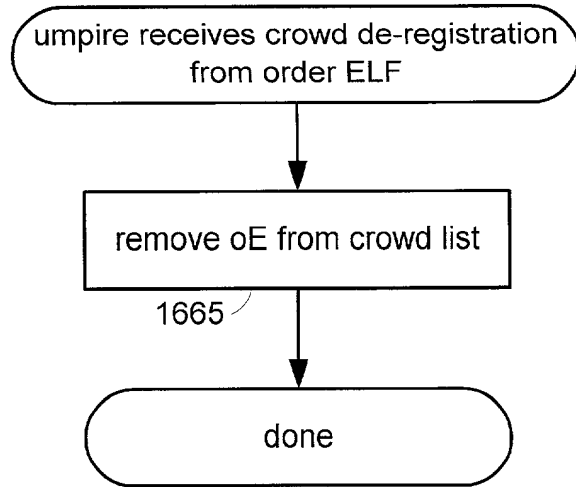 umpire receives crowd de-registration
from order ELF
remove oE from crowd list
1665
done